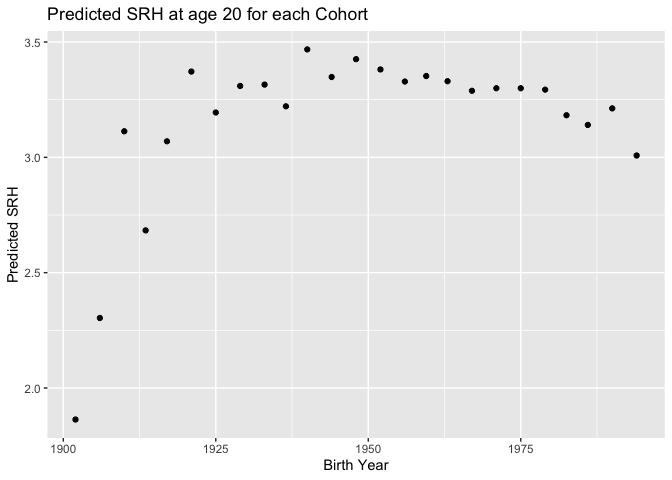 Predicted SRH at age 20 for each Cohort
3.5
3.0
2.5
2.0
Predicted SRH
1900 1925 1950 1975
Birth Year